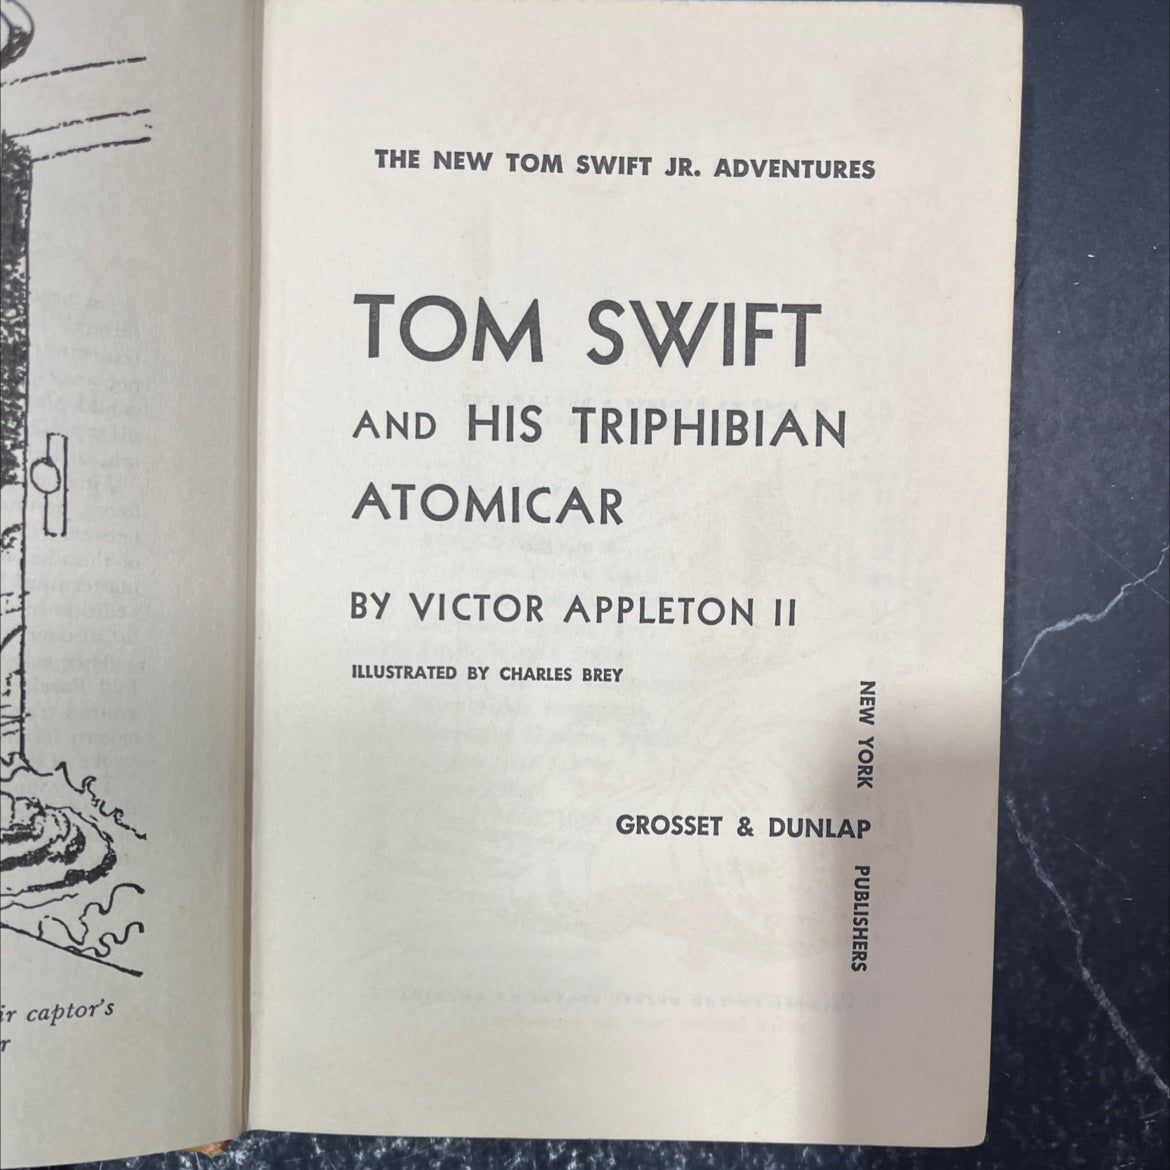 THE NEW TOM SWIFT JR. ADVENTURES
TOM SWIFT
AND HIS TRIPHIBIAN
ATOMICAR
BY VICTOR APPLETON II
ILLUSTRATED BY CHARLES BREY
NEW YORK
GROSSET & DUNLAP
PUBLISHERS
captor's